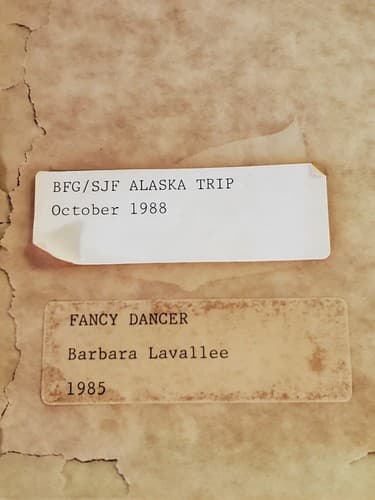 BFG/SJF ALASKA TRIP
October 1988
FANCY DANCER
Barbara Lavallee
1985